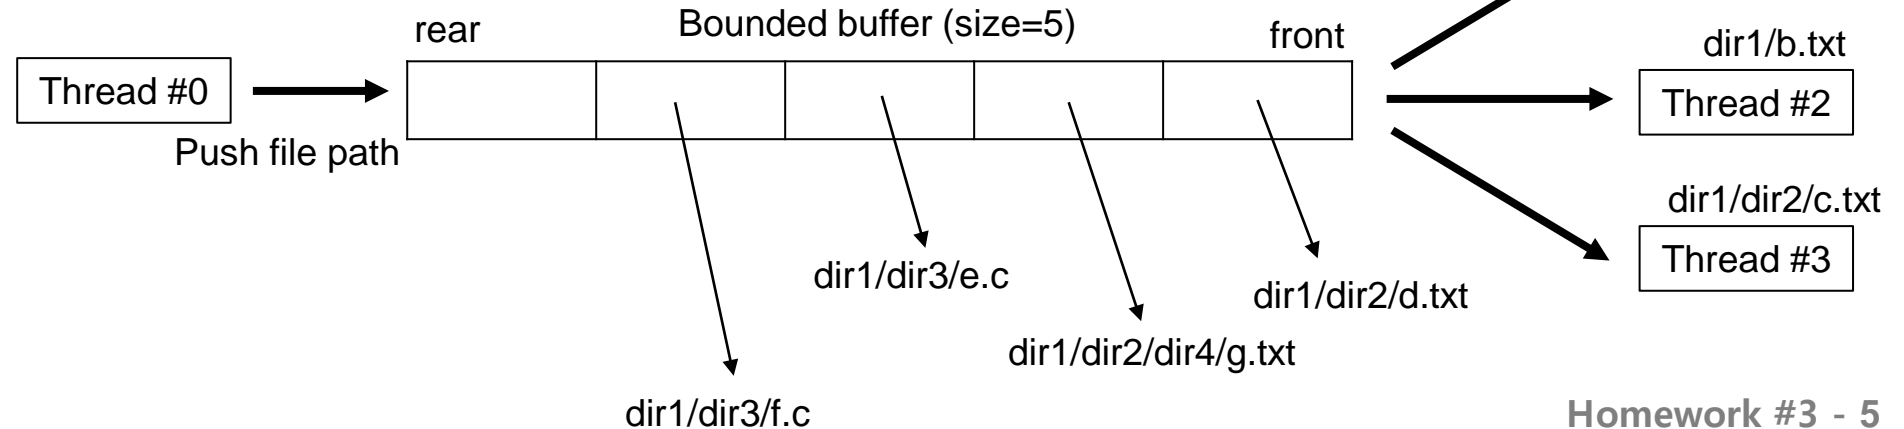 rear
Bounded buffer (size=5)
front
Thread #0
Push file path
dir1/b.txt
Thread #2
dir1/dir2/c.txt
Thread #3
dir1/dir3/e.c
dir1/dir2/d.txt
dir1/dir2/dir4/g.txt
dir1/dir3/f.c
Homework #3 - 5